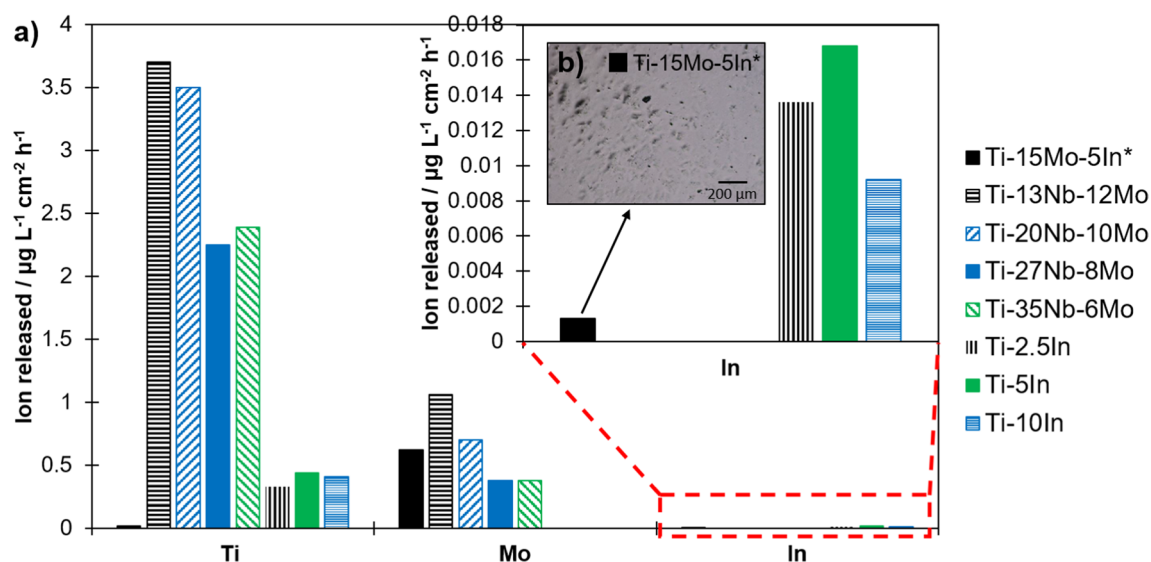 a)
Ion released / µg L-1 cm-2 h-1
4
3.5
3
2.5
2
1.5
1
0.5
0
Ti
Mo
In
Ion released / µg L-1 cm-2 h-1
0.018
0.016
0.014
0.012
0.01
0.008
0.006
0.004
0.002
0
In
b)
Ti-15Mo-5In*
200 µm
Ti-15Mo-5In*
Ti-13Nb-12Mo
Ti-20Nb-10Mo
Ti-27Nb-8Mo
Ti-35Nb-6Mo
Ti-2.5In
Ti-5In
Ti-10In